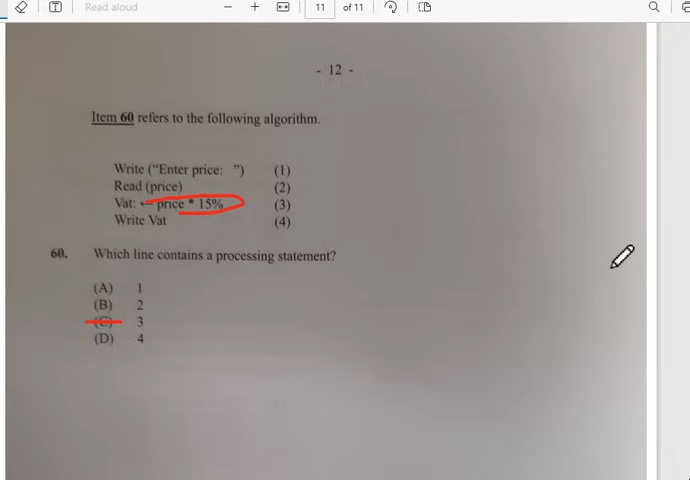 Read aloud
11 of 11
- 12 -
Item 60 refers to the following algorithm.
Write (“Enter price: ”) (1)
Read (price) (2)
Vat: ← price * 15% (3)
Write Vat (4)
60. Which line contains a processing statement?
(A) 1
(B) 2
(C) 3
(D) 4